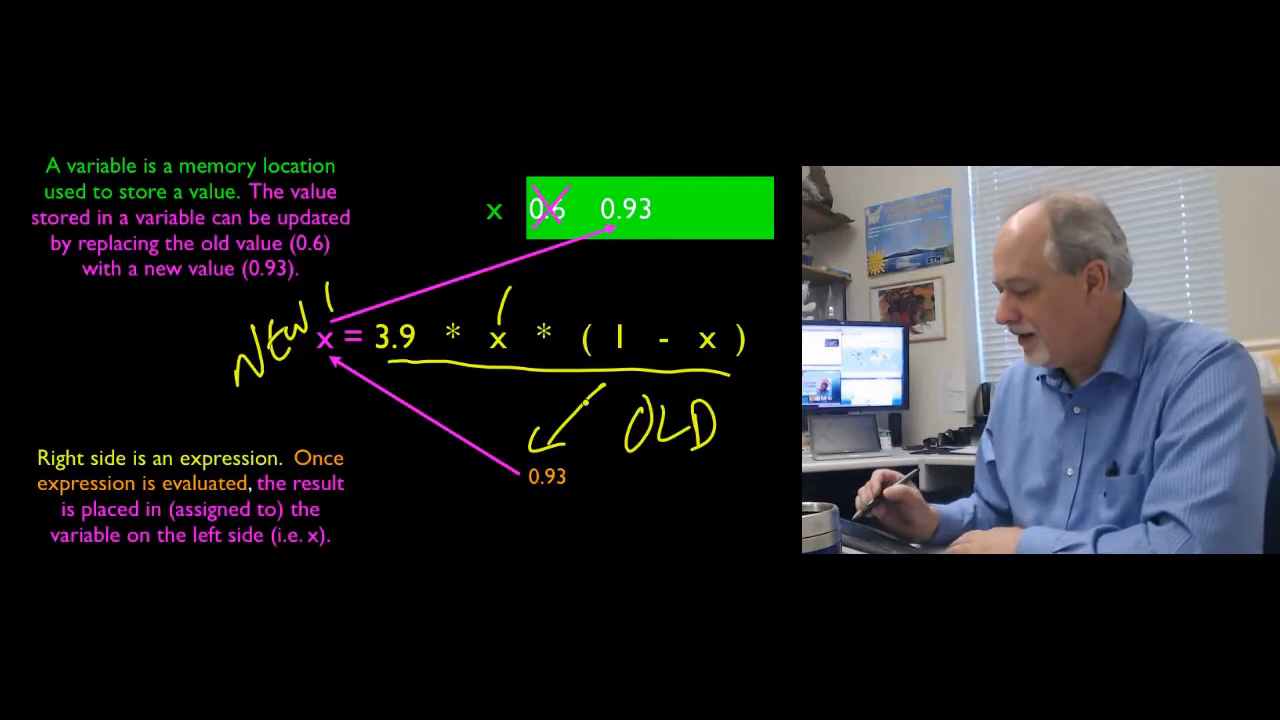 A variable is a memory location
used to store a value. The value
stored in a variable can be updated
by replacing the old value (0.6)
with a new value (0.93).
x 0.6 0.93
NEW
x = 3.9 * x * ( 1 - x )
OLD
0.93
Right side is an expression. Once
expression is evaluated, the result
is placed in (assigned to) the
variable on the left side (i.e. x).